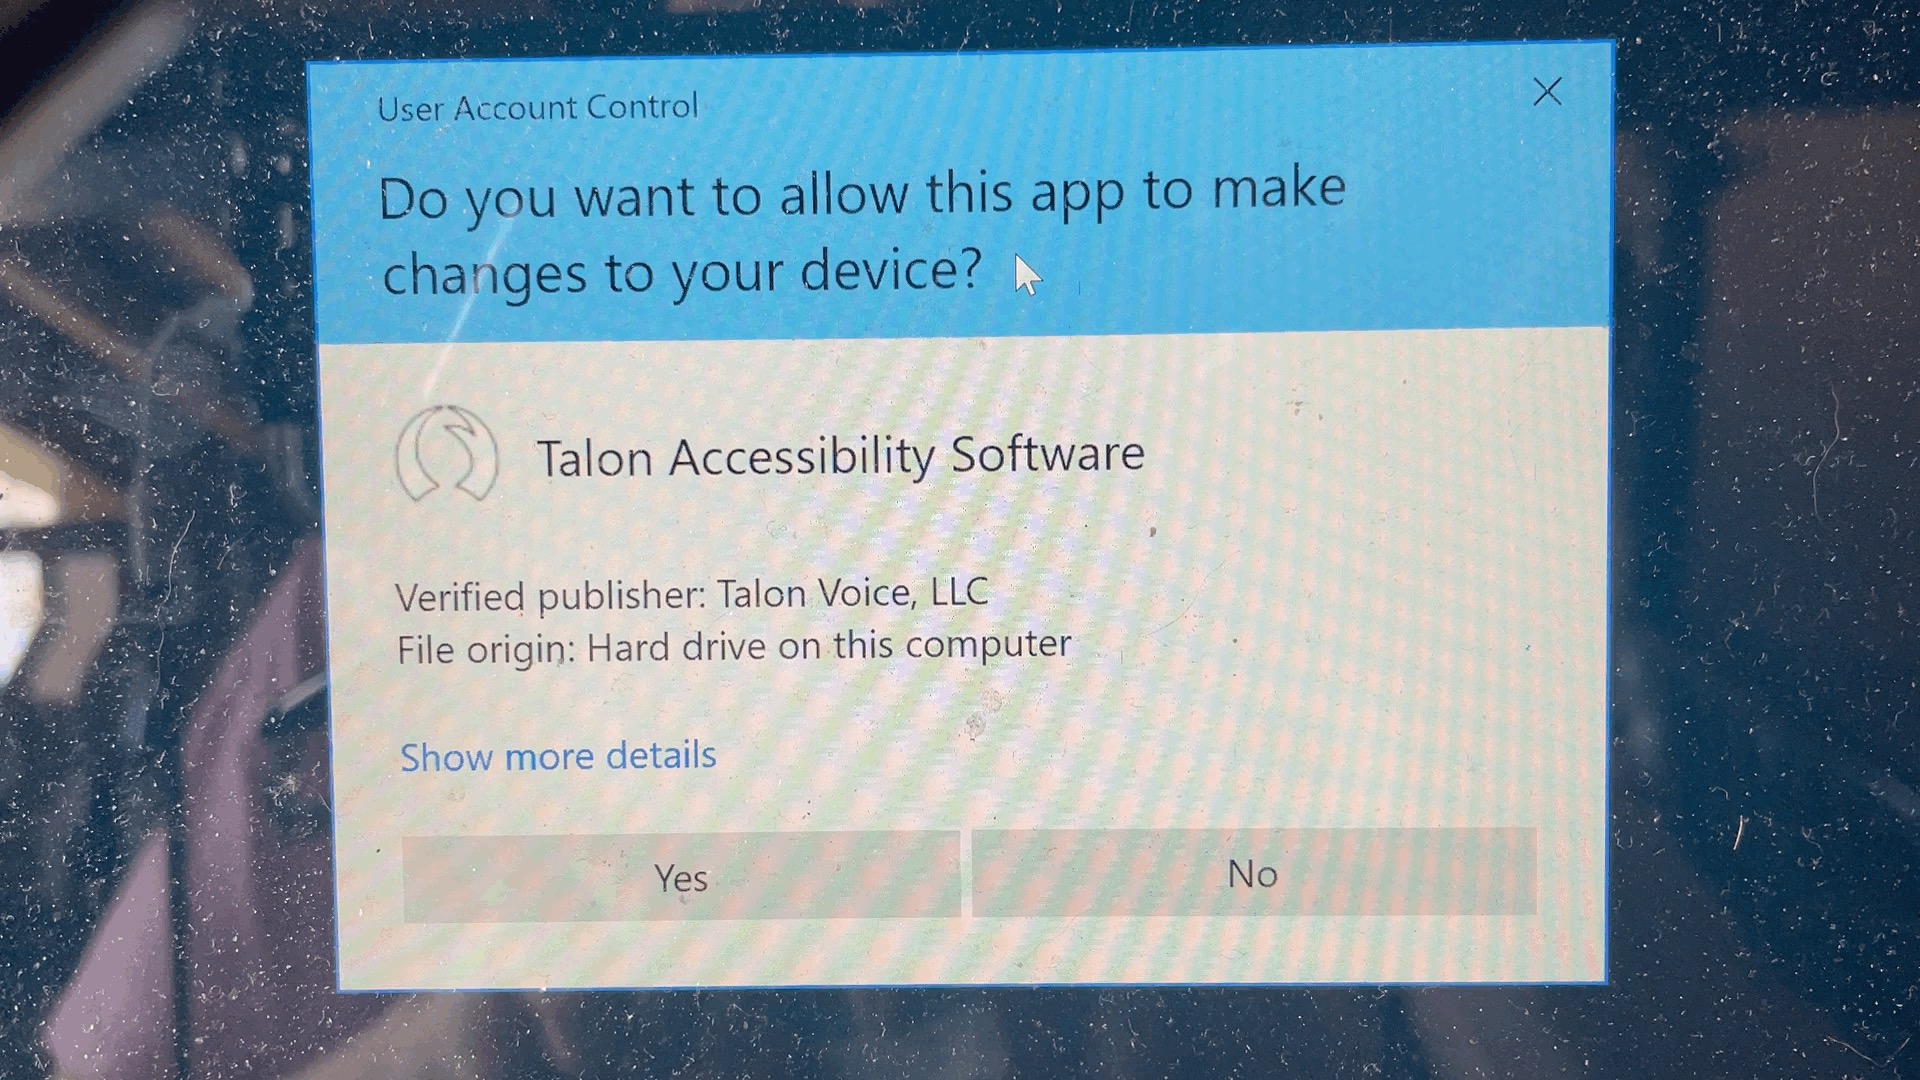 User Account Control
Do you want to allow this app to make
changes to your device?
Talon Accessibility Software
Verified publisher: Talon Voice, LLC
File origin: Hard drive on this computer
Show more details
Yes
No